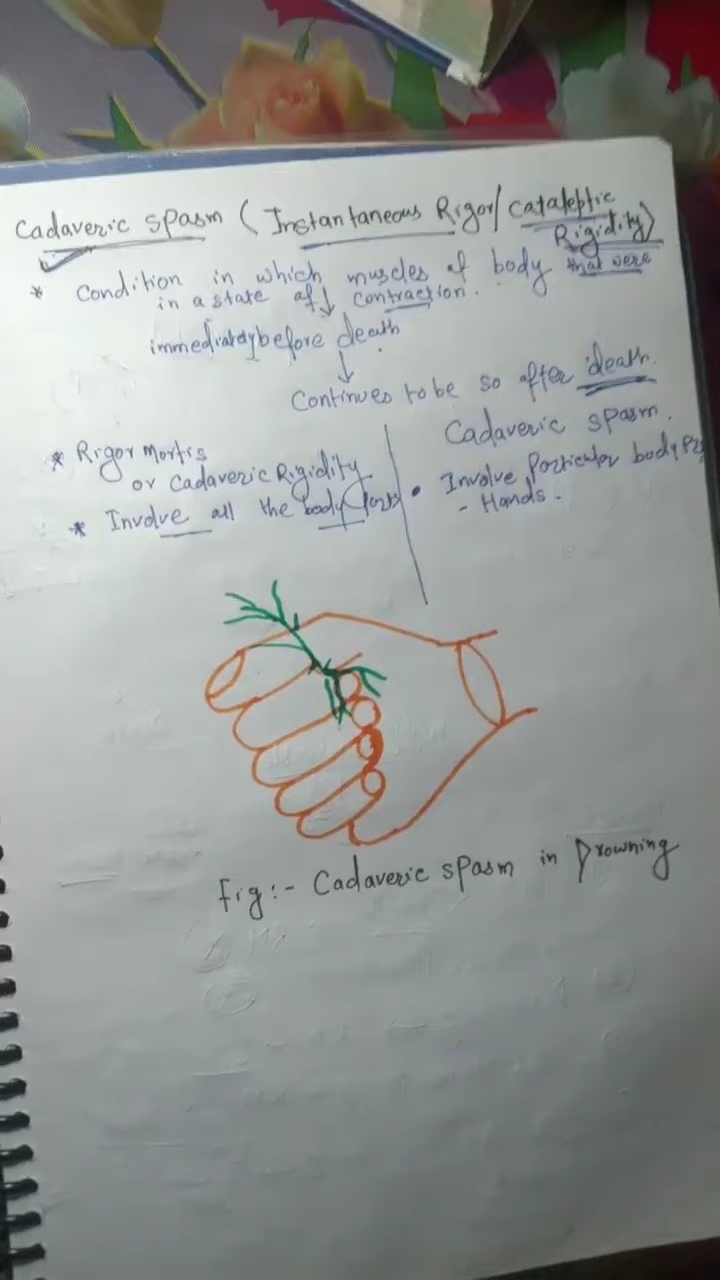 Cadaveric spasm ( Instantaneous Rigor/ Cataleptic
Rigidity)
* Condition in which muscles of body that were
in a state of contraction.
immediately before death
Continues to be so after death.
* Rigor mortis
or Cadaveric Rigidity
* Involve all the body parts
Cadaveric spasm.
• Involve Particular body
- Hands.
Fig:- Cadaveric spasm in Drowning